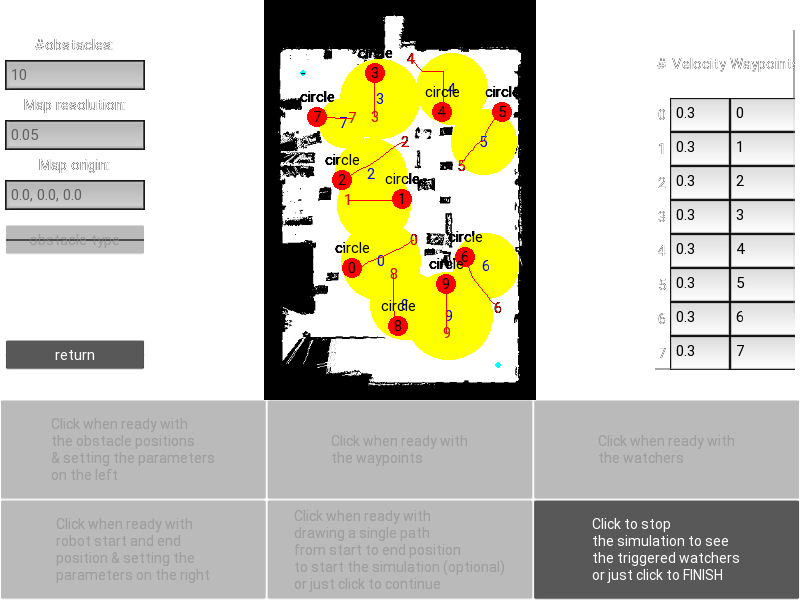 #obstacles:
10
Map resolution:
0.05
Map origin:
0.0, 0.0, 0.0
obstacle type
return
circle
3
4
circle
4
4
circle
5
3
circle
7
7
7
3
5
5
2
circle
2
2
circle
1
1
circle
0
0
0
circle
6
6
circle
9
8
6
circle
8
8
9
9
# Velocity Waypoints
0 0.3 0
1 0.3 1
2 0.3 2
3 0.3 3
4 0.3 4
5 0.3 5
6 0.3 6
7 0.3 7
Click when ready with
the obstacle positions
& setting the parameters
on the left
Click when ready with
the waypoints
Click when ready with
the watchers
Click when ready with
robot start and end
position & setting the
parameters on the right
Click when ready with
drawing a single path
from start to end position
to start the simulation (optional)
or just click to continue
Click to stop
the simulation to see
the triggered watchers
or just click to FINISH